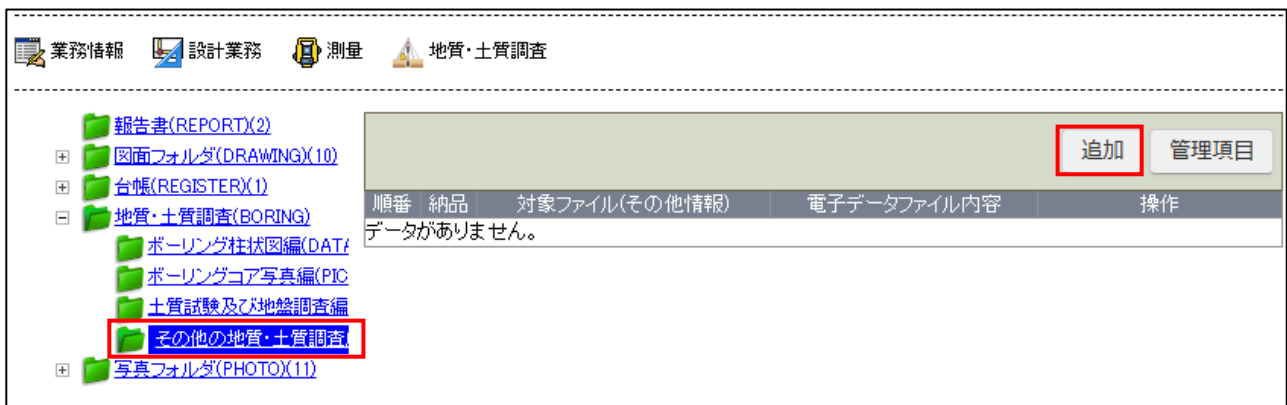 業務情報 設計業務 測量 地質・土質調査
報告書(REPORT)(2)
図面フォルダ(DRAWING)(10)
台帳(REGISTER)(1)
地質・土質調査(BORING)
ボーリング柱状図編(DATA
ボーリングコア写真編(PIC
土質試験及び地盤調査編
その他の地質・土質調査
写真フォルダ(PHOTO)(11)
追加 管理項目
順番 納品 対象ファイル(その他情報) 電子データファイル内容 操作
データがありません。